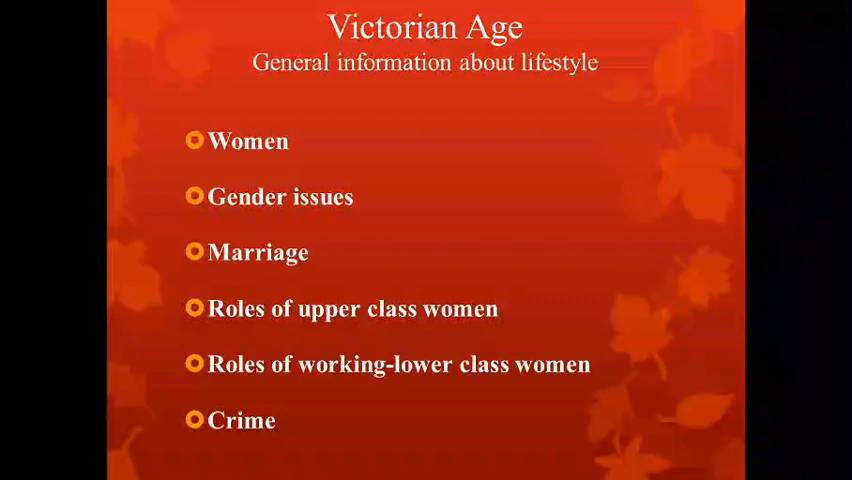 Victorian Age
General information about lifestyle
Women
Gender issues
Marriage
Roles of upper class women
Roles of working-lower class women
Crime